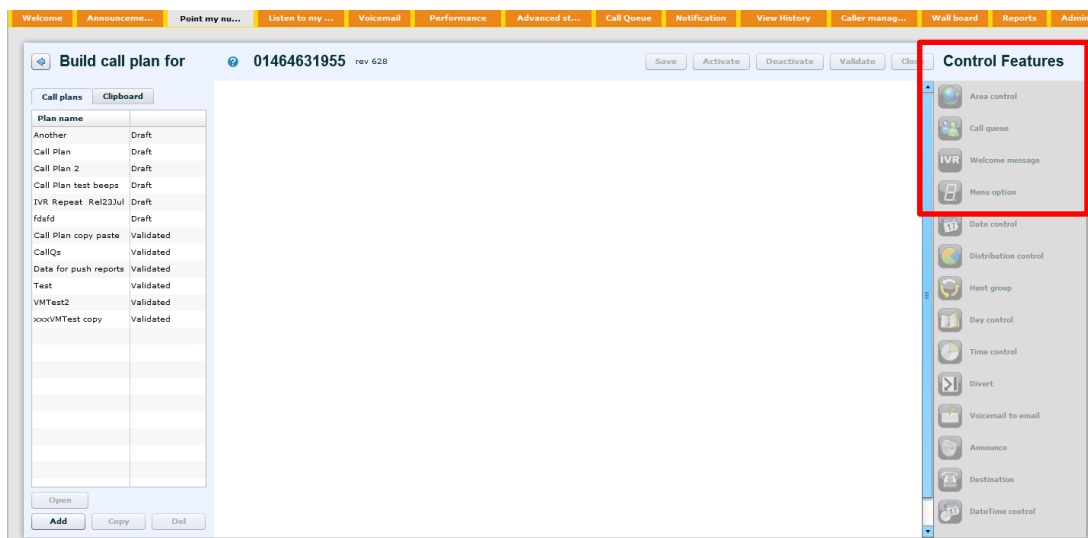 Welcome Announceme... Point my nu... Listen to my ... Voicemail Performance Advanced st... Call Queue Notification View History Caller manag... Wall board Reports Admin
Build call plan for 01464631955 rev 628 Save Activate Deactivate Validate Control Features
Call plans Clipboard
Plan name
Another Draft
Call Plan Draft
Call Plan 2 Draft
Call Plan test beeps Draft
IVR Repeat Rel23Jul Draft
fdsfd Draft
Call Plan copy paste Validated
CallQs Validated
Data for push reports Validated
Test Validated
VMTest2 Validated
xxxVMTest copy Validated
Open
Add Copy Del
Area control
Call queue
IVR Welcome message
Menu option
17 Date control
Distribution control
Hunt group
Day control
Time control
Divert
Voicemail to email
Announce
Destination
DateTime control